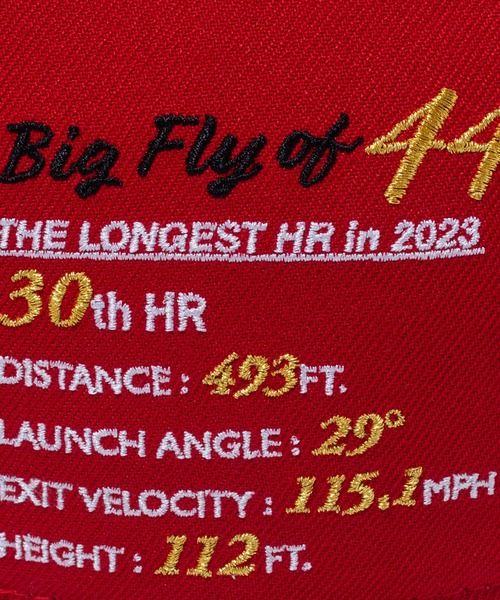 Big Fly of 44
THE LONGEST HR in 2023
30th HR
DISTANCE : 493FT.
LAUNCH ANGLE : 29°
EXIT VELOCITY : 115.1MPH
HEIGHT : 112FT.